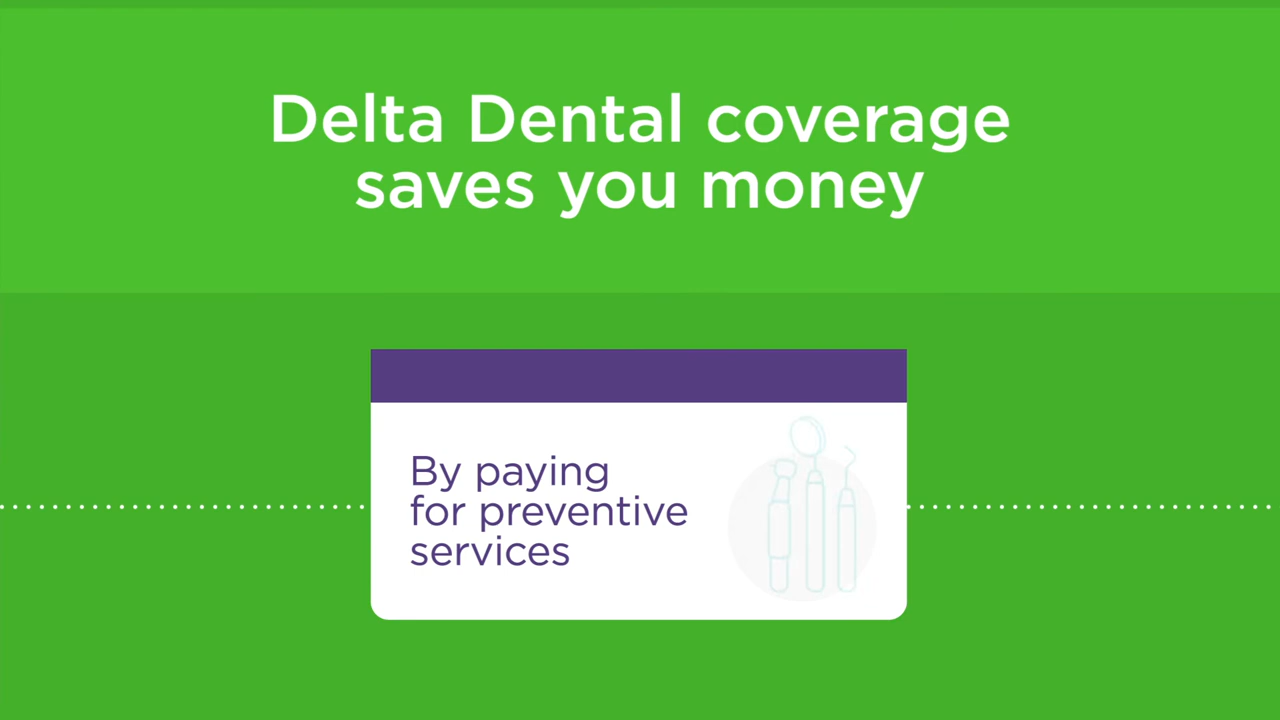 Delta Dental coverage
saves you money
By paying
for preventive
services